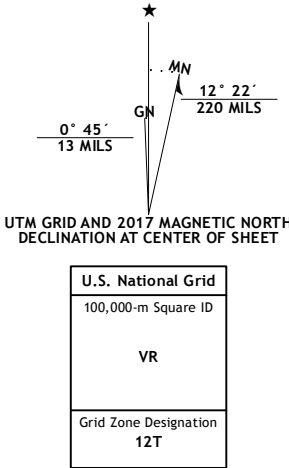 ★
MN
GN
12° 22´
220 MILS
0° 45´
13 MILS
UTM GRID AND 2017 MAGNETIC NORTH
DECLINATION AT CENTER OF SHEET
U.S. National Grid
100,000-m Square ID
VR
Grid Zone Designation
12T